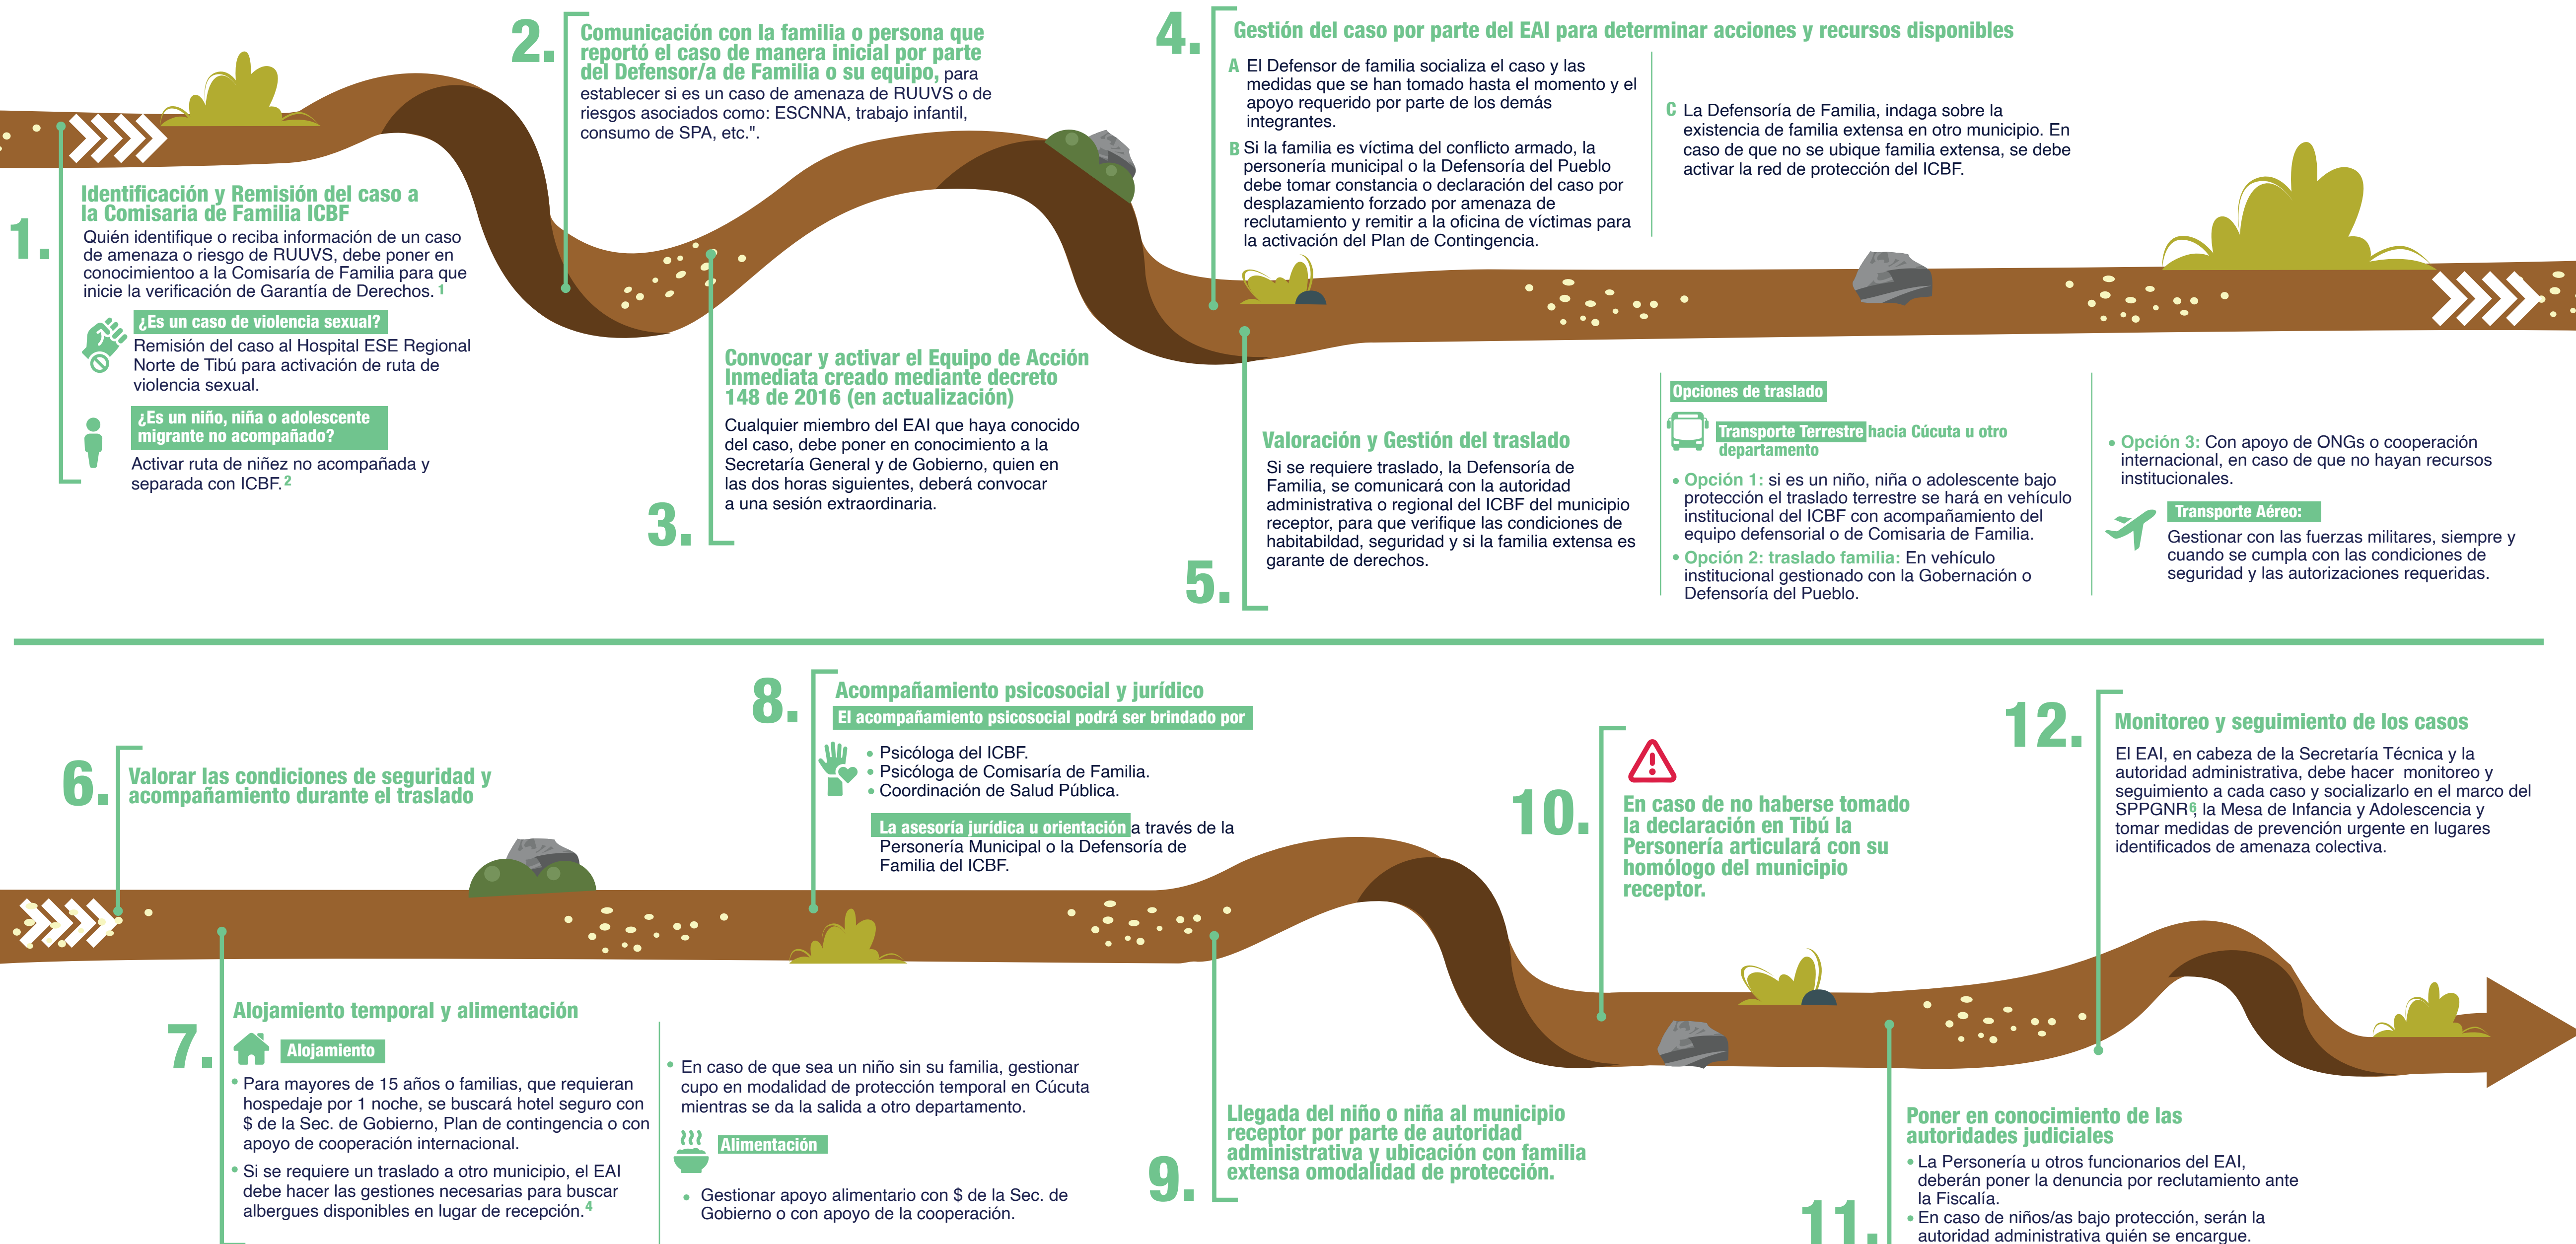 1.
Identificación y Remisión del caso a
la Comisaria de Familia ICBF
Quién identifique o reciba información de un caso
de amenaza o riesgo de RUUVS, debe poner en
conocimientoo a la Comisaría de Familia para que
inicie la verificación de Garantía de Derechos. 1
¿Es un caso de violencia sexual?
Remisión del caso al Hospital ESE Regional
Norte de Tibú para activación de ruta de
violencia sexual.
¿Es un niño, niña o adolescente
migrante no acompañado?
Activar ruta de niñez no acompañada y
separada con ICBF. 2
2.
Comunicación con la familia o persona que
reportó el caso de manera inicial por parte
del Defensor/a de Familia o su equipo, para
establecer si es un caso de amenaza de RUUVS o de
riesgos asociados como: ESCNNA, trabajo infantil,
consumo de SPA, etc.".
3.
Convocar y activar el Equipo de Acción
Inmediata creado mediante decreto
148 de 2016 (en actualización)
Cualquier miembro del EAI que haya conocido
del caso, debe poner en conocimiento a la
Secretaría General y de Gobierno, quien en
las dos horas siguientes, deberá convocar
a una sesión extraordinaria.
4.
Gestión del caso por parte del EAI para determinar acciones y recursos disponibles
A El Defensor de familia socializa el caso y las
medidas que se han tomado hasta el momento y el
apoyo requerido por parte de los demás
integrantes.
B Si la familia es víctima del conflicto armado, la
personería municipal o la Defensoría del Pueblo
debe tomar constancia o declaración del caso por
desplazamiento forzado por amenaza de
reclutamiento y remitir a la oficina de víctimas para
la activación del Plan de Contingencia.
C La Defensoría de Familia, indaga sobre la
existencia de familia extensa en otro municipio. En
caso de que no se ubique familia extensa, se debe
activar la red de protección del ICBF.
5.
Valoración y Gestión del traslado
Si se requiere traslado, la Defensoría de
Familia, se comunicará con la autoridad
administrativa o regional del ICBF del municipio
receptor, para que verifique las condiciones de
habitabildad, seguridad y si la familia extensa es
garante de derechos.
Opciones de traslado
Transporte Terrestre hacia Cúcuta u otro
departamento
• Opción 1: si es un niño, niña o adolescente bajo
protección el traslado terrestre se hará en vehículo
institucional del ICBF con acompañamiento del
equipo defensorial o de Comisaria de Familia.
• Opción 2: traslado familia: En vehículo
institucional gestionado con la Gobernación o
Defensoría del Pueblo.
• Opción 3: Con apoyo de ONGs o cooperación
internacional, en caso de que no hayan recursos
institucionales.
Transporte Aéreo:
Gestionar con las fuerzas militares, siempre y
cuando se cumpla con las condiciones de
seguridad y las autorizaciones requeridas.
6.
Valorar las condiciones de seguridad y
acompañamiento durante el traslado
7.
Alojamiento temporal y alimentación
Alojamiento
• Para mayores de 15 años o familias, que requieran
hospedaje por 1 noche, se buscará hotel seguro con
$ de la Sec. de Gobierno, Plan de contingencia o con
apoyo de cooperación internacional.
• Si se requiere un traslado a otro municipio, el EAI
debe hacer las gestiones necesarias para buscar
albergues disponibles en lugar de recepción. 4
• En caso de que sea un niño sin su familia, gestionar
cupo en modalidad de protección temporal en Cúcuta
mientras se da la salida a otro departamento.
Alimentación
• Gestionar apoyo alimentario con $ de la Sec. de
Gobierno o con apoyo de la cooperación.
8.
Acompañamiento psicosocial y jurídico
El acompañamiento psicosocial podrá ser brindado por
• Psicóloga del ICBF.
• Psicóloga de Comisaría de Familia.
• Coordinación de Salud Pública.
La asesoría jurídica u orientación a través de la
Personería Municipal o la Defensoría de
Familia del ICBF.
9.
Llegada del niño o niña al municipio
receptor por parte de autoridad
administrativa y ubicación con familia
extensa omodalidad de protección.
10.
En caso de no haberse tomado
la declaración en Tibú la
Personería articulará con su
homólogo del municipio
receptor.
11.
Poner en conocimiento de las
autoridades judiciales
• La Personería u otros funcionarios del EAI,
deberán poner la denuncia por reclutamiento ante
la Fiscalía.
• En caso de niños/as bajo protección, serán la
autoridad administrativa quién se encargue.
12.
Monitoreo y seguimiento de los casos
El EAI, en cabeza de la Secretaría Técnica y la
autoridad administrativa, debe hacer monitoreo y
seguimiento a cada caso y socializarlo en el marco del
SPPGNR6, la Mesa de Infancia y Adolescencia y
tomar medidas de prevención urgente en lugares
identificados de amenaza colectiva.